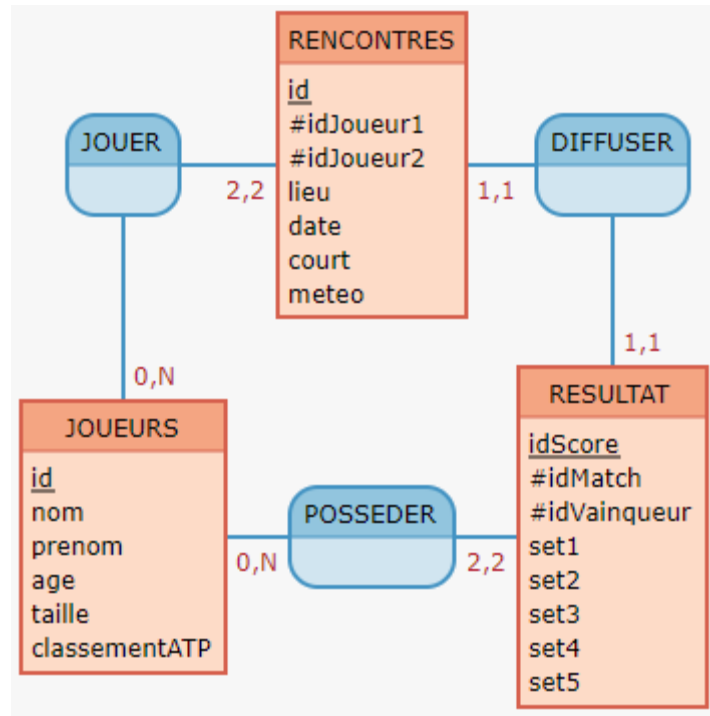 RENCONTRES
id
#idJoueur1
#idJoueur2
lieu
date
court
meteo
JOUER
DIFFUSER
2,2
1,1
0,N
1,1
JOUEURS
id
nom
prenom
age
taille
classementATP
POSSEDER
0,N
2,2
RESULTAT
idScore
#idMatch
#idVainqueur
set1
set2
set3
set4
set5